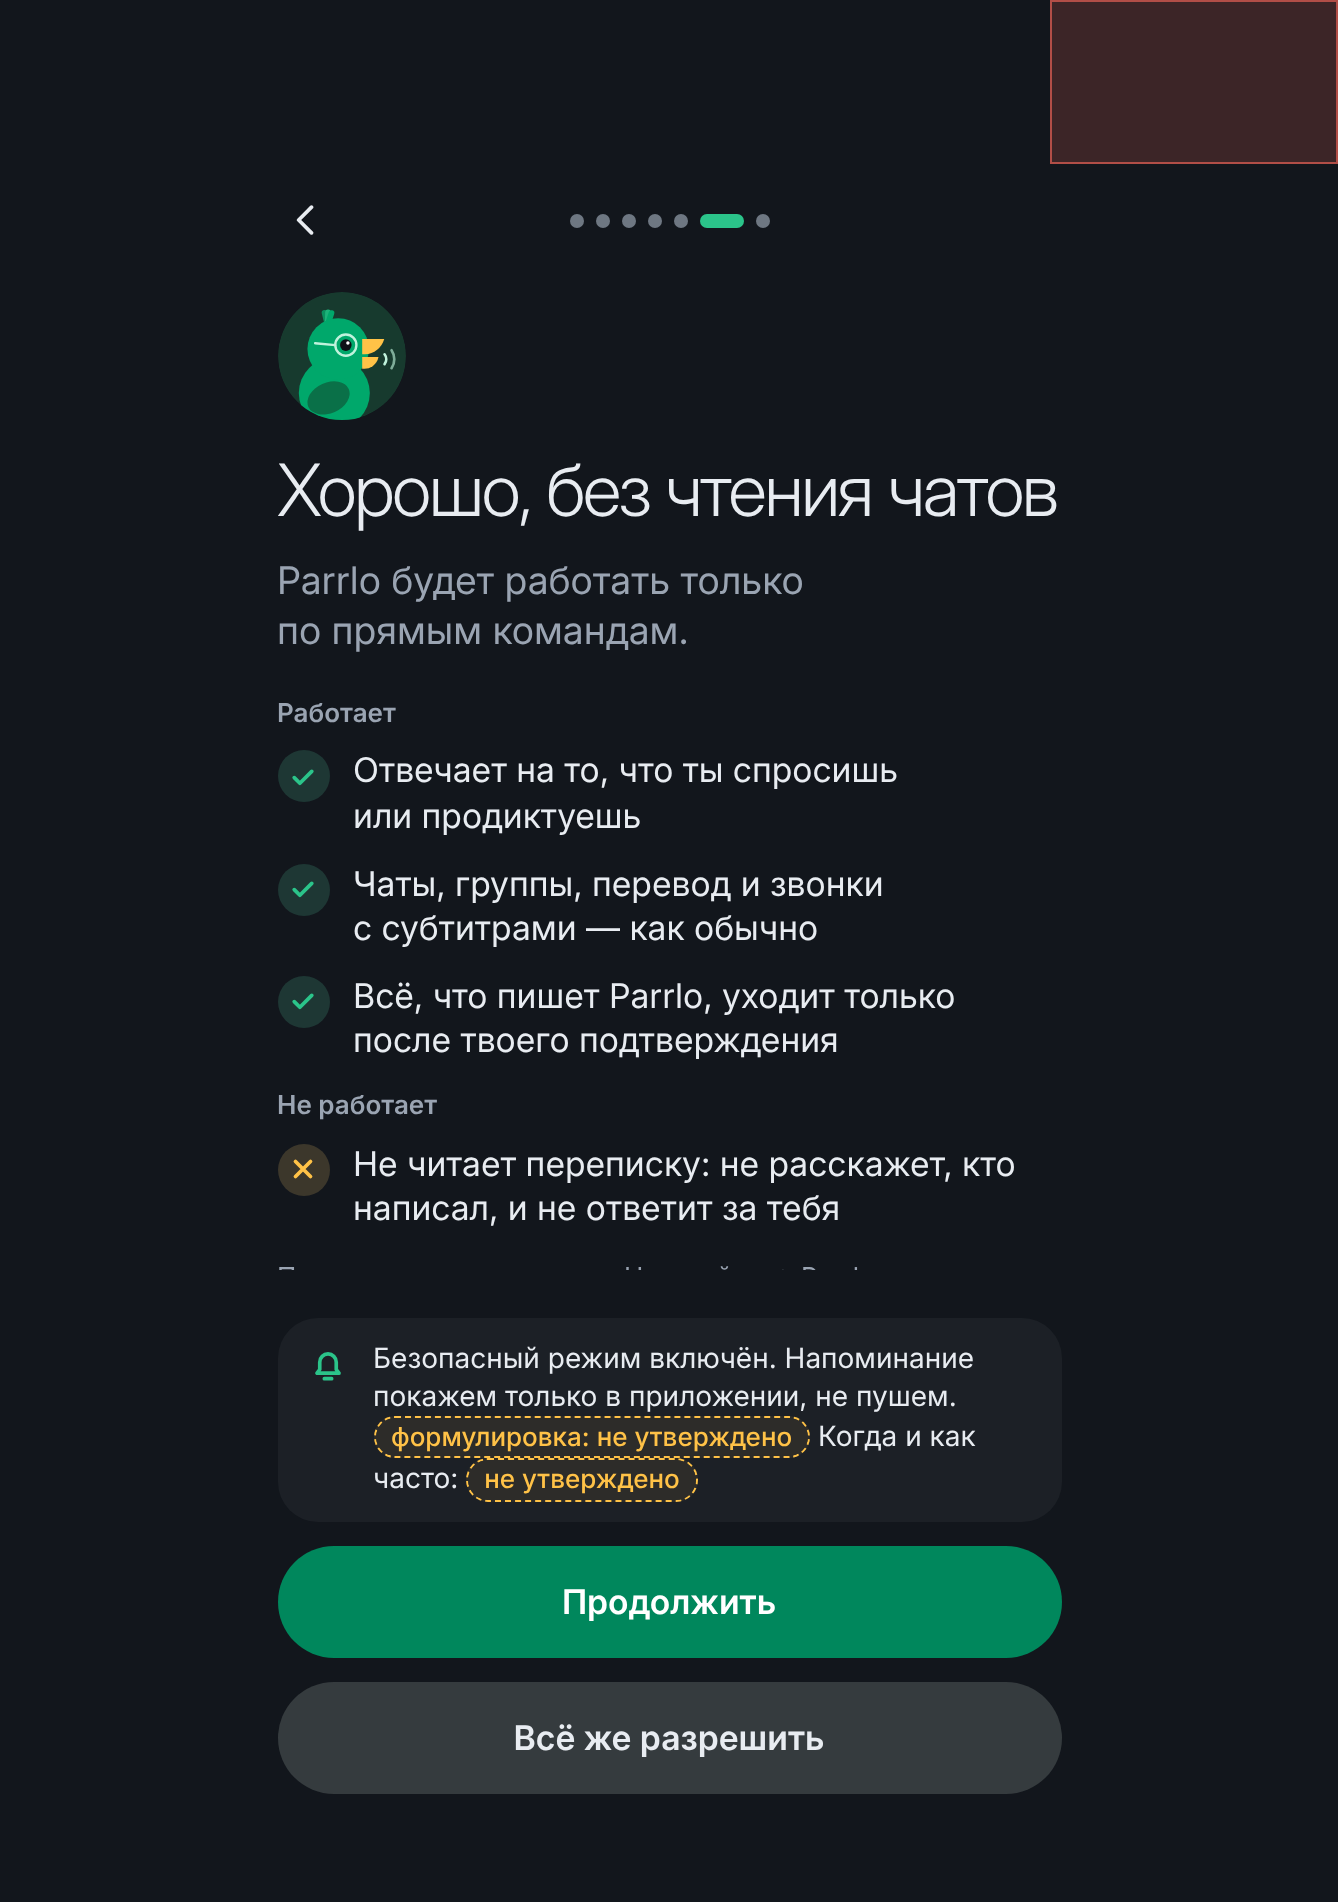 Хорошо, без чтения чатов
Parrlo будет работать только
по прямым командам.
Работает
Отвечает на то, что ты спросишь
или продиктуешь
Чаты, группы, перевод и звонки
с субтитрами — как обычно
Всё, что пишет Parrlo, уходит только
после твоего подтверждения
Не работает
Не читает переписку: не расскажет, кто
написал, и не ответит за тебя
Безопасный режим включён. Напоминание
покажем только в приложении, не пушем.
формулировка: не утверждено Когда и как
часто: не утверждено
Продолжить
Всё же разрешить